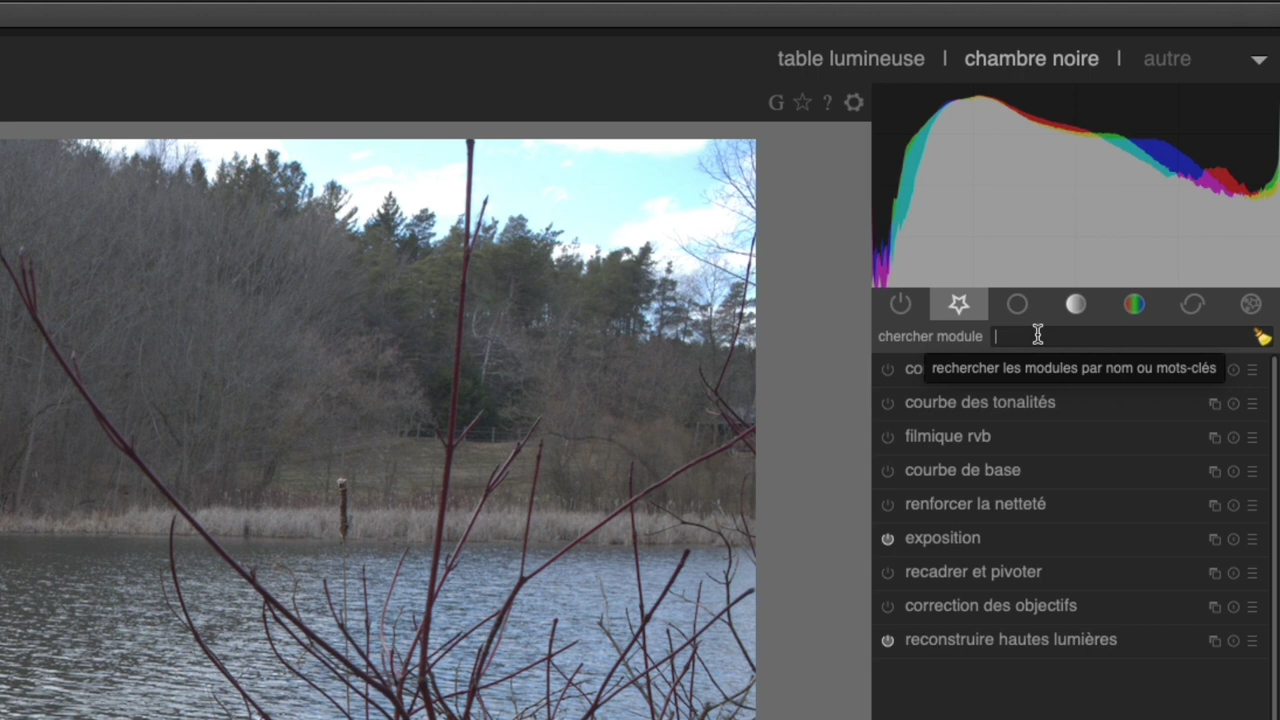 table lumineuse | chambre noire | autre
G ☆ ?
chercher module
co
rechercher les modules par nom ou mots-clés
courbe des tonalités
filmique rvb
courbe de base
renforcer la netteté
exposition
recadrer et pivoter
correction des objectifs
reconstruire hautes lumières